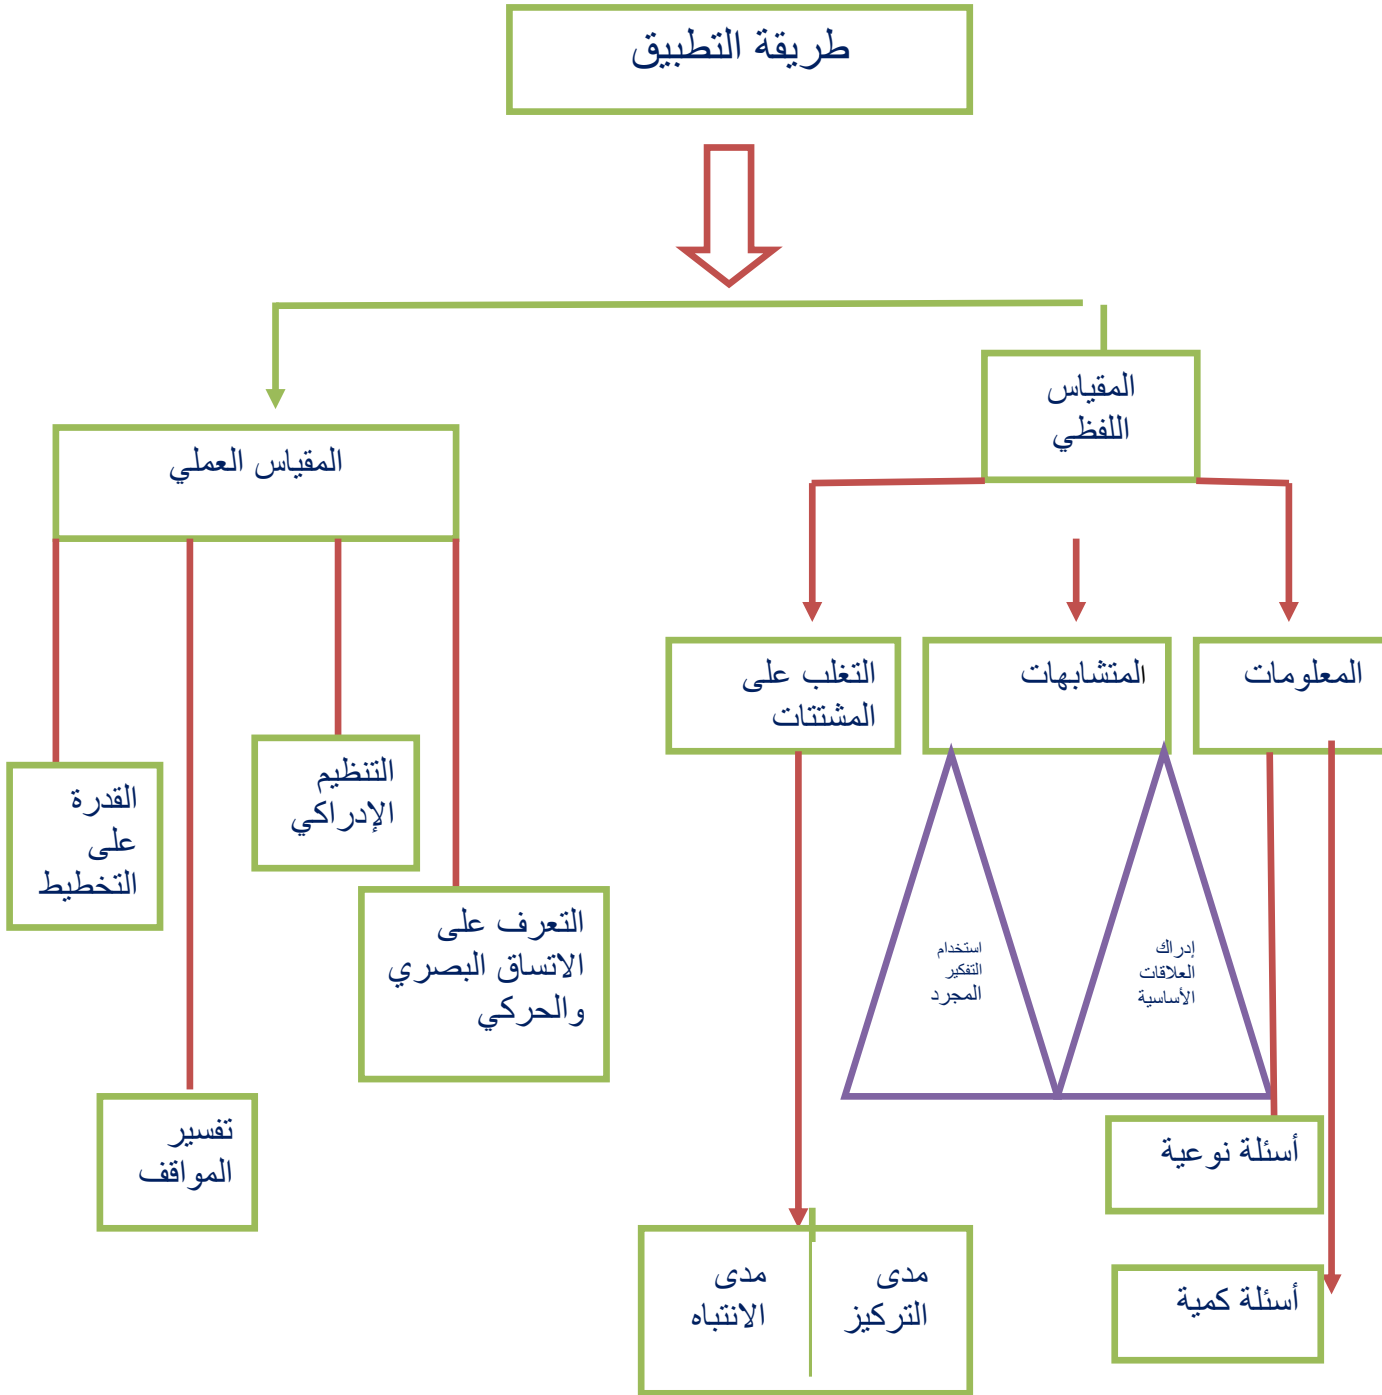 طريقة التطبيق
المقياس
اللفظي
المقياس العملي
المعلومات
المتشابهات
التغلب على
المشتتات
التنظيم
الإدراكي
القدرة
على
التخطيط
التعرف على
الاتساق البصري
والحركي
إدراك
العلاقات
الأساسية
استخدام
التفكير
المجرد
تفسير
المواقف
أسئلة نوعية
أسئلة كمية
مدى
التركيز
مدى
الانتباه